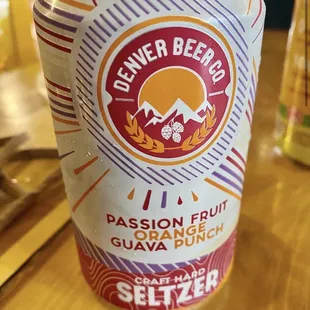 DENVER BEER CO.
PASSION FRUIT
ORANGE
GUAVA PUNCH
CRAFT HARD
SELTZER